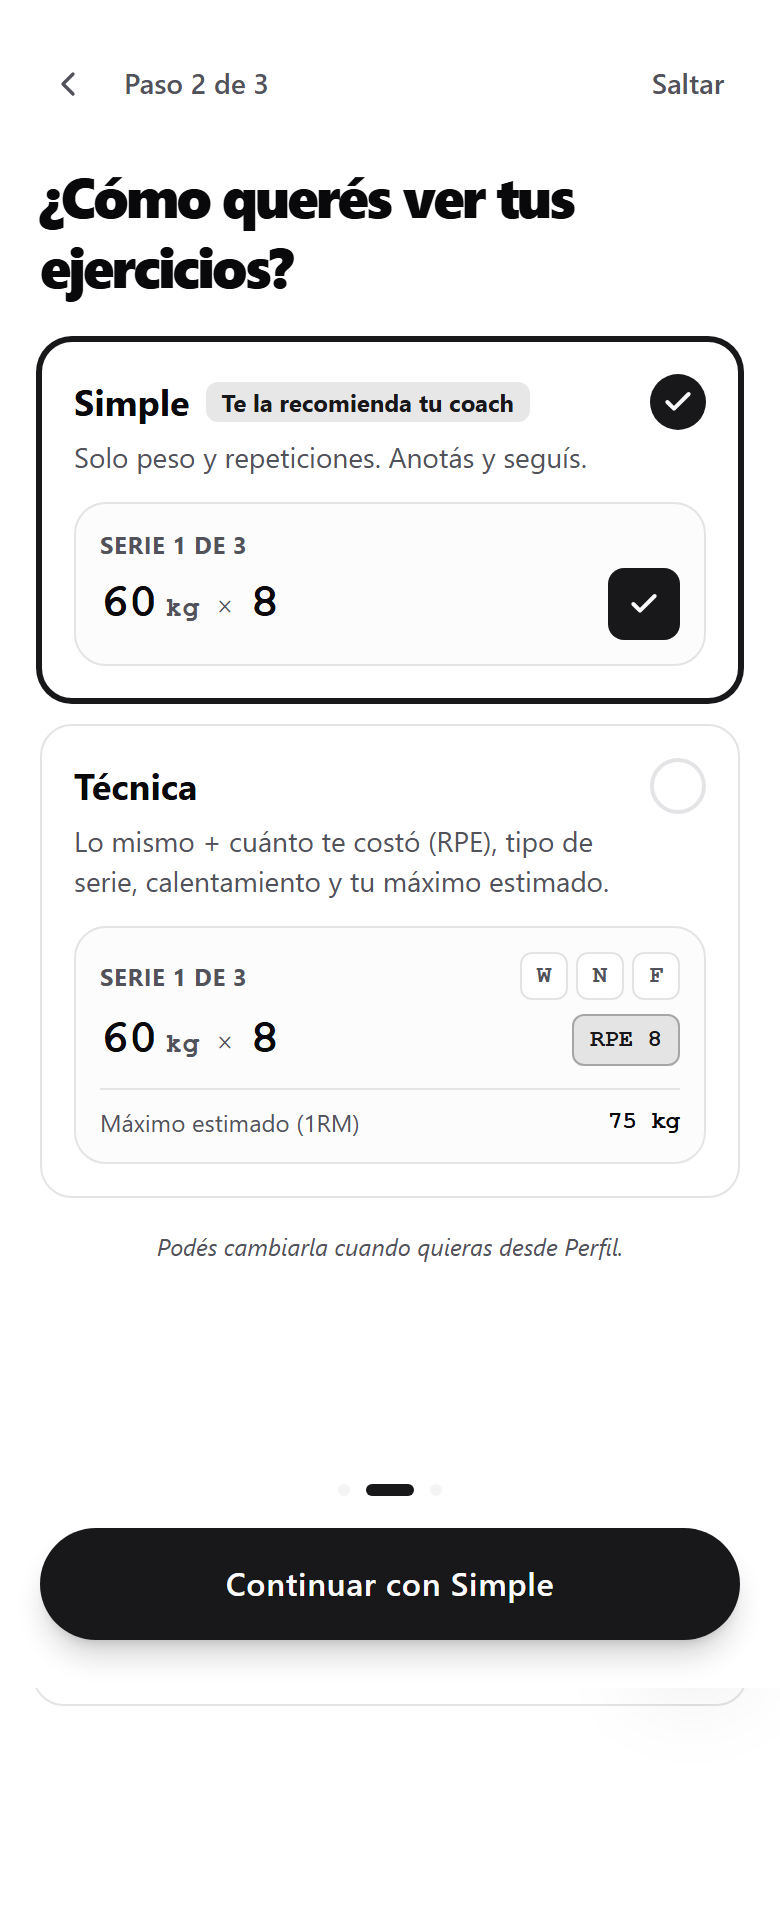 Paso 2 de 3
Saltar
¿Cómo querés ver tus
ejercicios?
Simple
Te la recomienda tu coach
Solo peso y repeticiones. Anotás y seguís.
SERIE 1 DE 3
60 kg × 8
Técnica
Lo mismo + cuánto te costó (RPE), tipo de
serie, calentamiento y tu máximo estimado.
SERIE 1 DE 3
W N F
60 kg × 8
RPE 8
Máximo estimado (1RM)
75 kg
Podés cambiarla cuando quieras desde Perfil.
Continuar con Simple